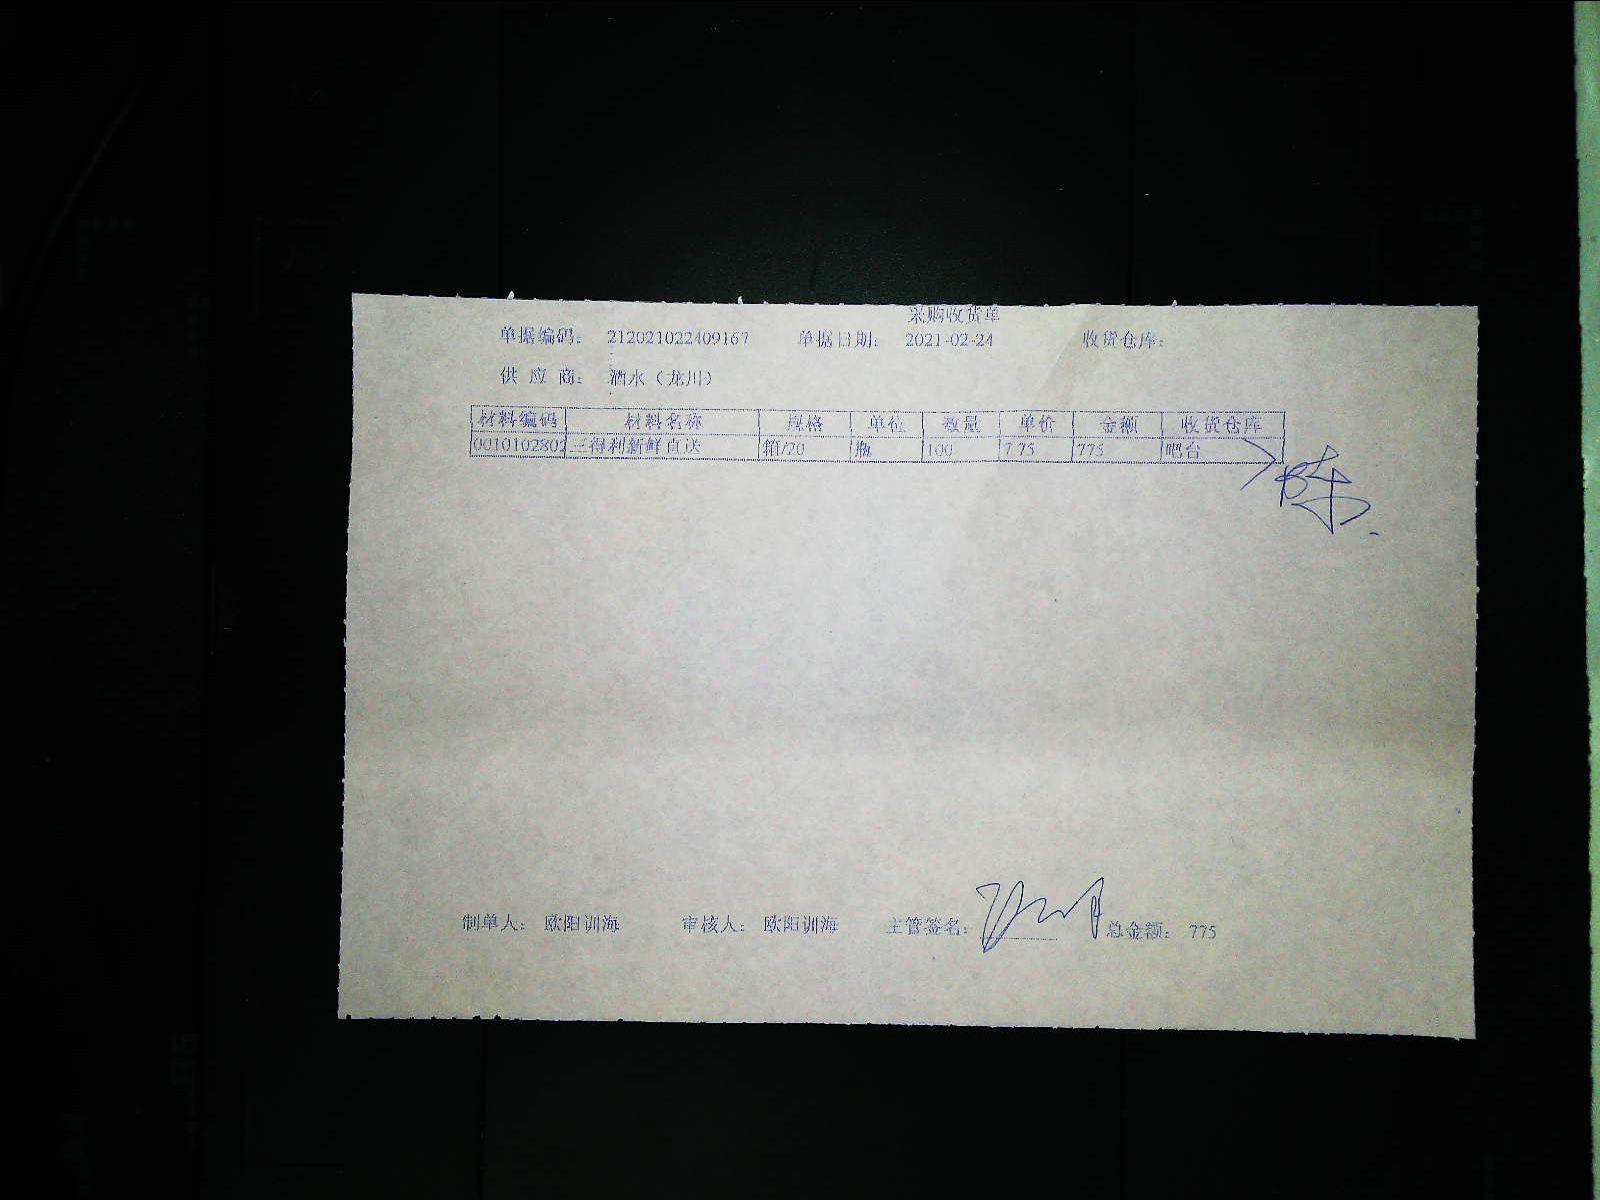 采购收货单
单据编码： 212021022409167 单据日期： 2021-02-24 收货仓库：
供 应 商： 酒水（龙川）
材料编码 材料名称 规格 单位 数量 单价 金额 收货仓库
0010102802 三得利新鲜直送 箱/20 瓶 100 7.75 775 吧台
陈
制单人： 欧阳训海 审核人： 欧阳训海 主管签名： 总金额： 775